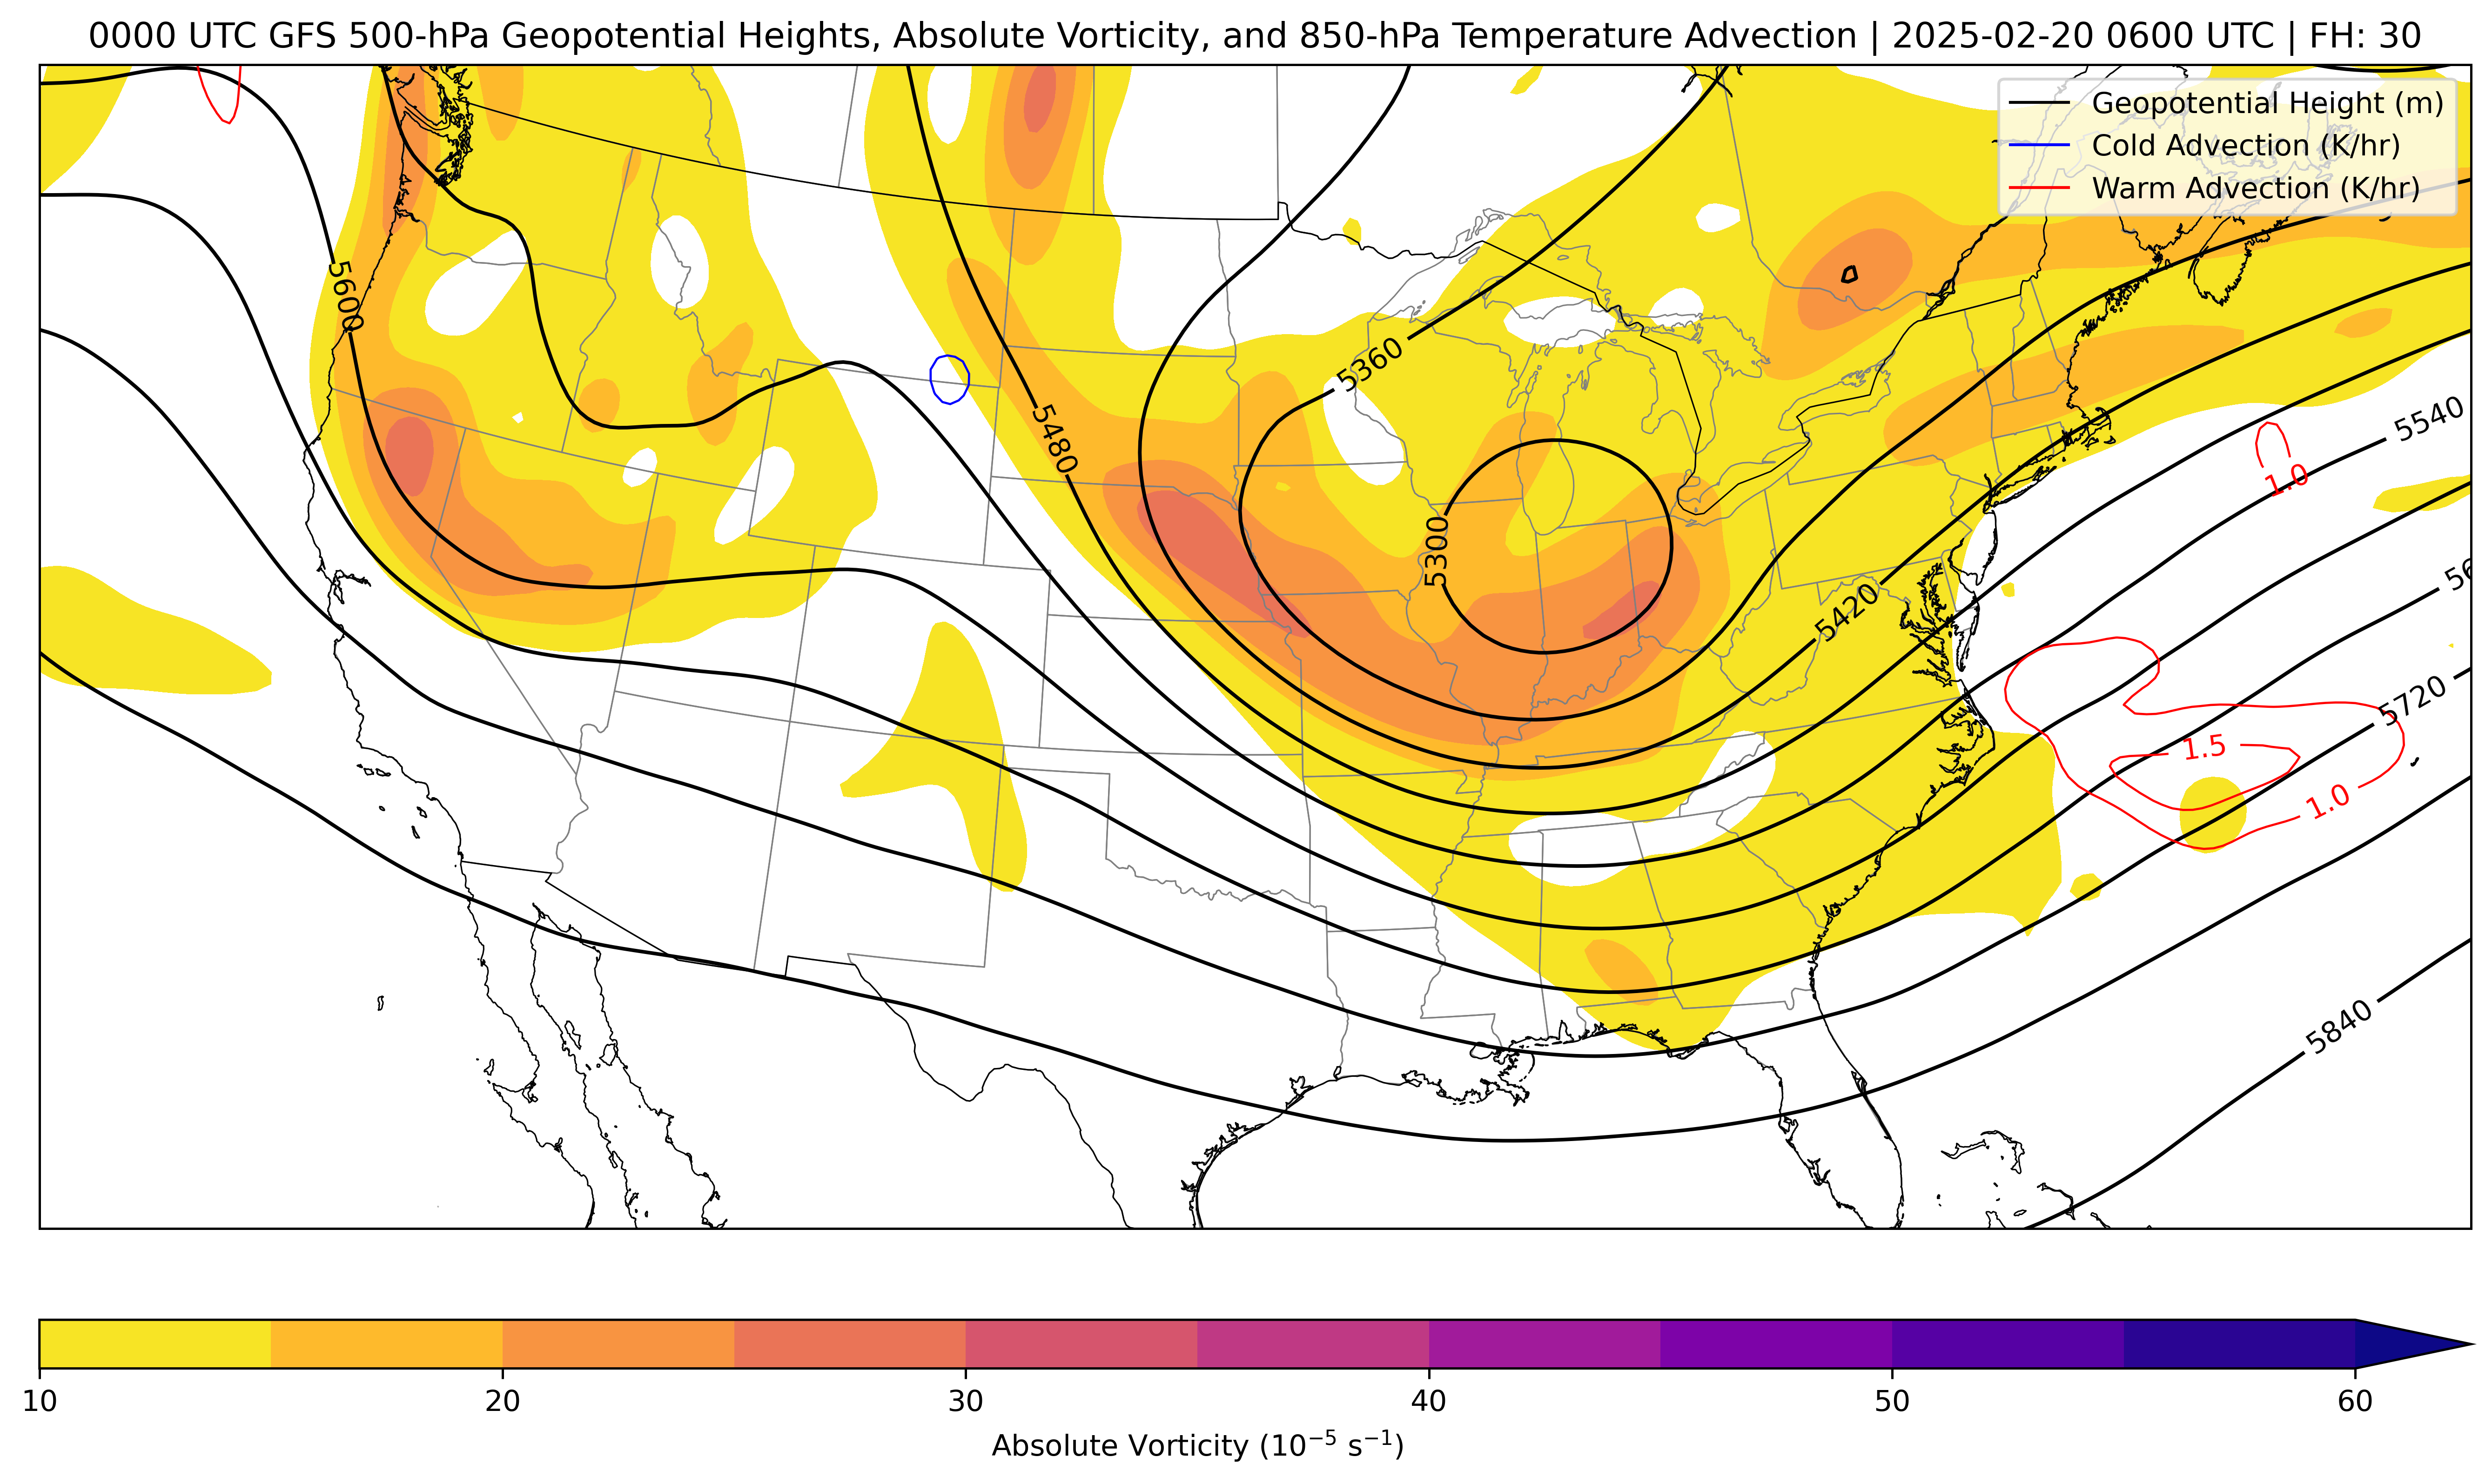 0000 UTC GFS 500-hPa Geopotential Heights, Absolute Vorticity, and 850-hPa Temperature Advection | 2025-02-20 0600 UTC | FH: 30
Geopotential Height (m)
Cold Advection (K/hr)
Warm Advection (K/hr)
5600
5360
5480
5540
1.0
5300
5420
5720
1.5
1.0
5840
10 20 30 40 50 60
Absolute Vorticity (10⁻⁵ s⁻¹)